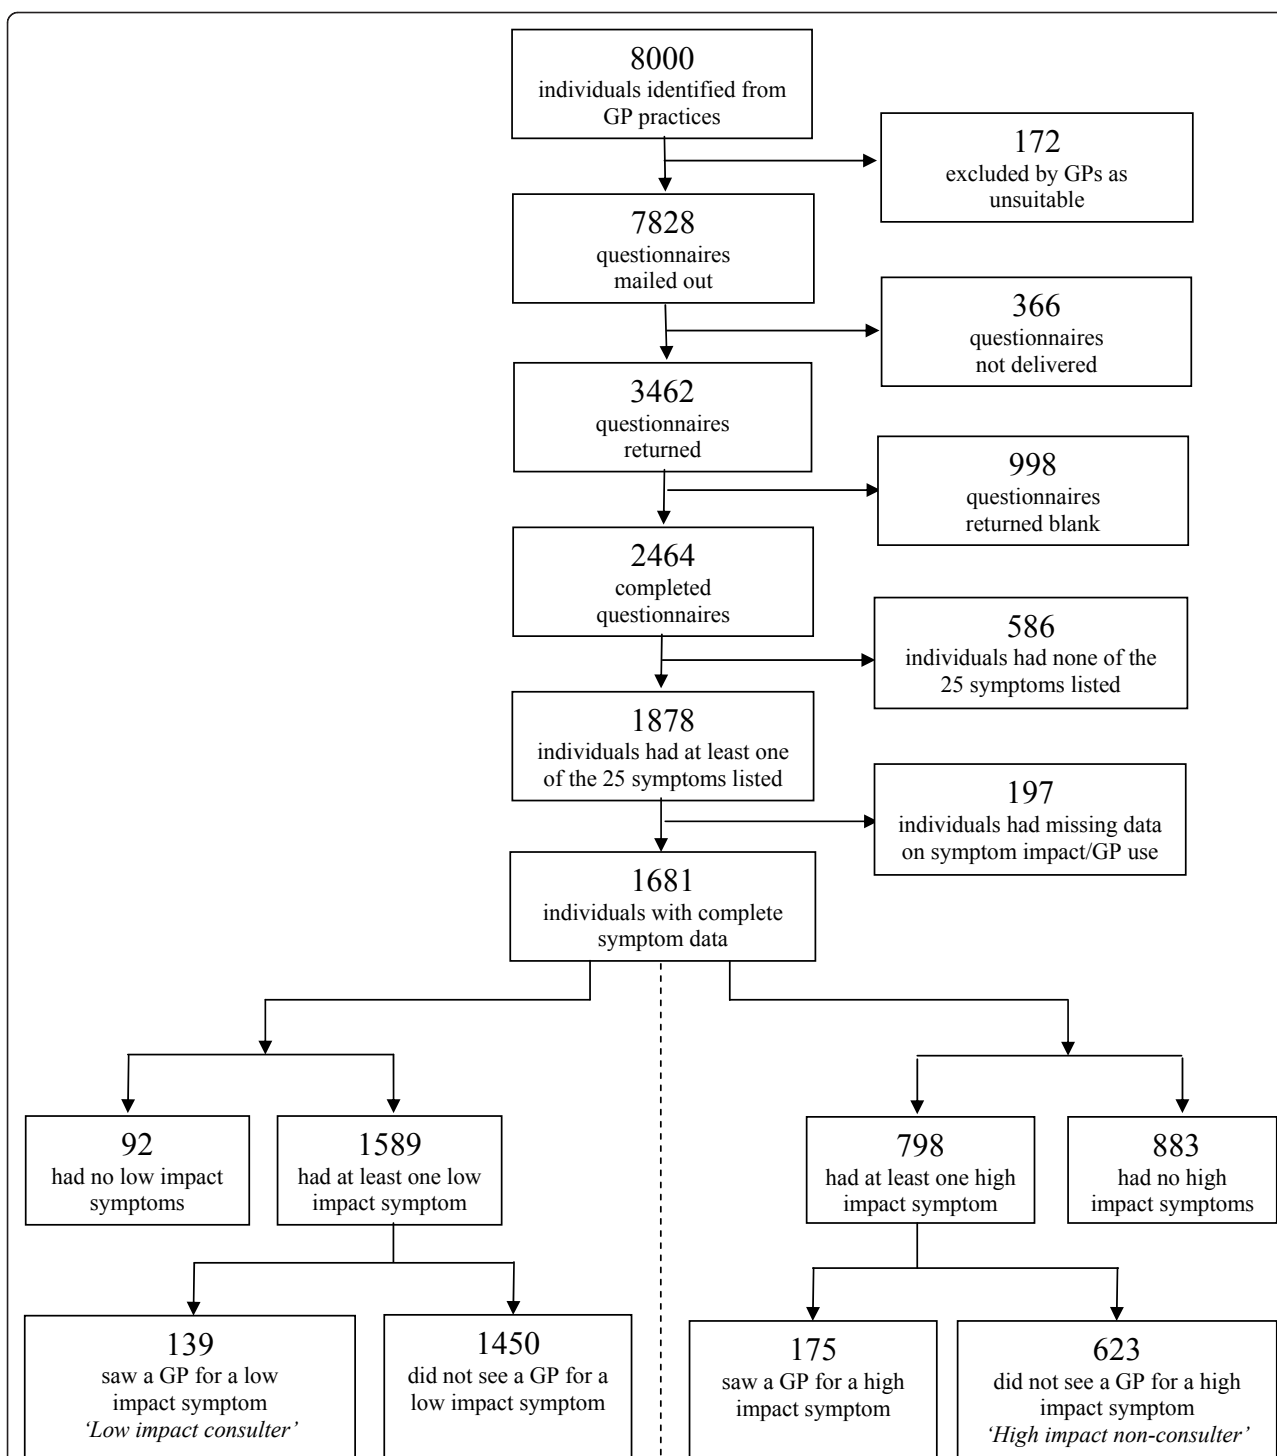 8000
individuals identified from
GP practices
172
excluded by GPs as
unsuitable
7828
questionnaires
mailed out
366
questionnaires
not delivered
3462
questionnaires
returned
998
questionnaires
returned blank
2464
completed
questionnaires
586
individuals had none of the
25 symptoms listed
1878
individuals had at least one
of the 25 symptoms listed
197
individuals had missing data
on symptom impact/GP use
1681
individuals with complete
symptom data
92
had no low impact
symptoms
1589
had at least one low
impact symptom
798
had at least one high
impact symptom
883
had no high
impact symptoms
139
saw a GP for a low
impact symptom
‘Low impact consulter’
1450
did not see a GP for a
low impact symptom
175
saw a GP for a high
impact symptom
623
did not see a GP for a high
impact symptom
‘High impact non-consulter’